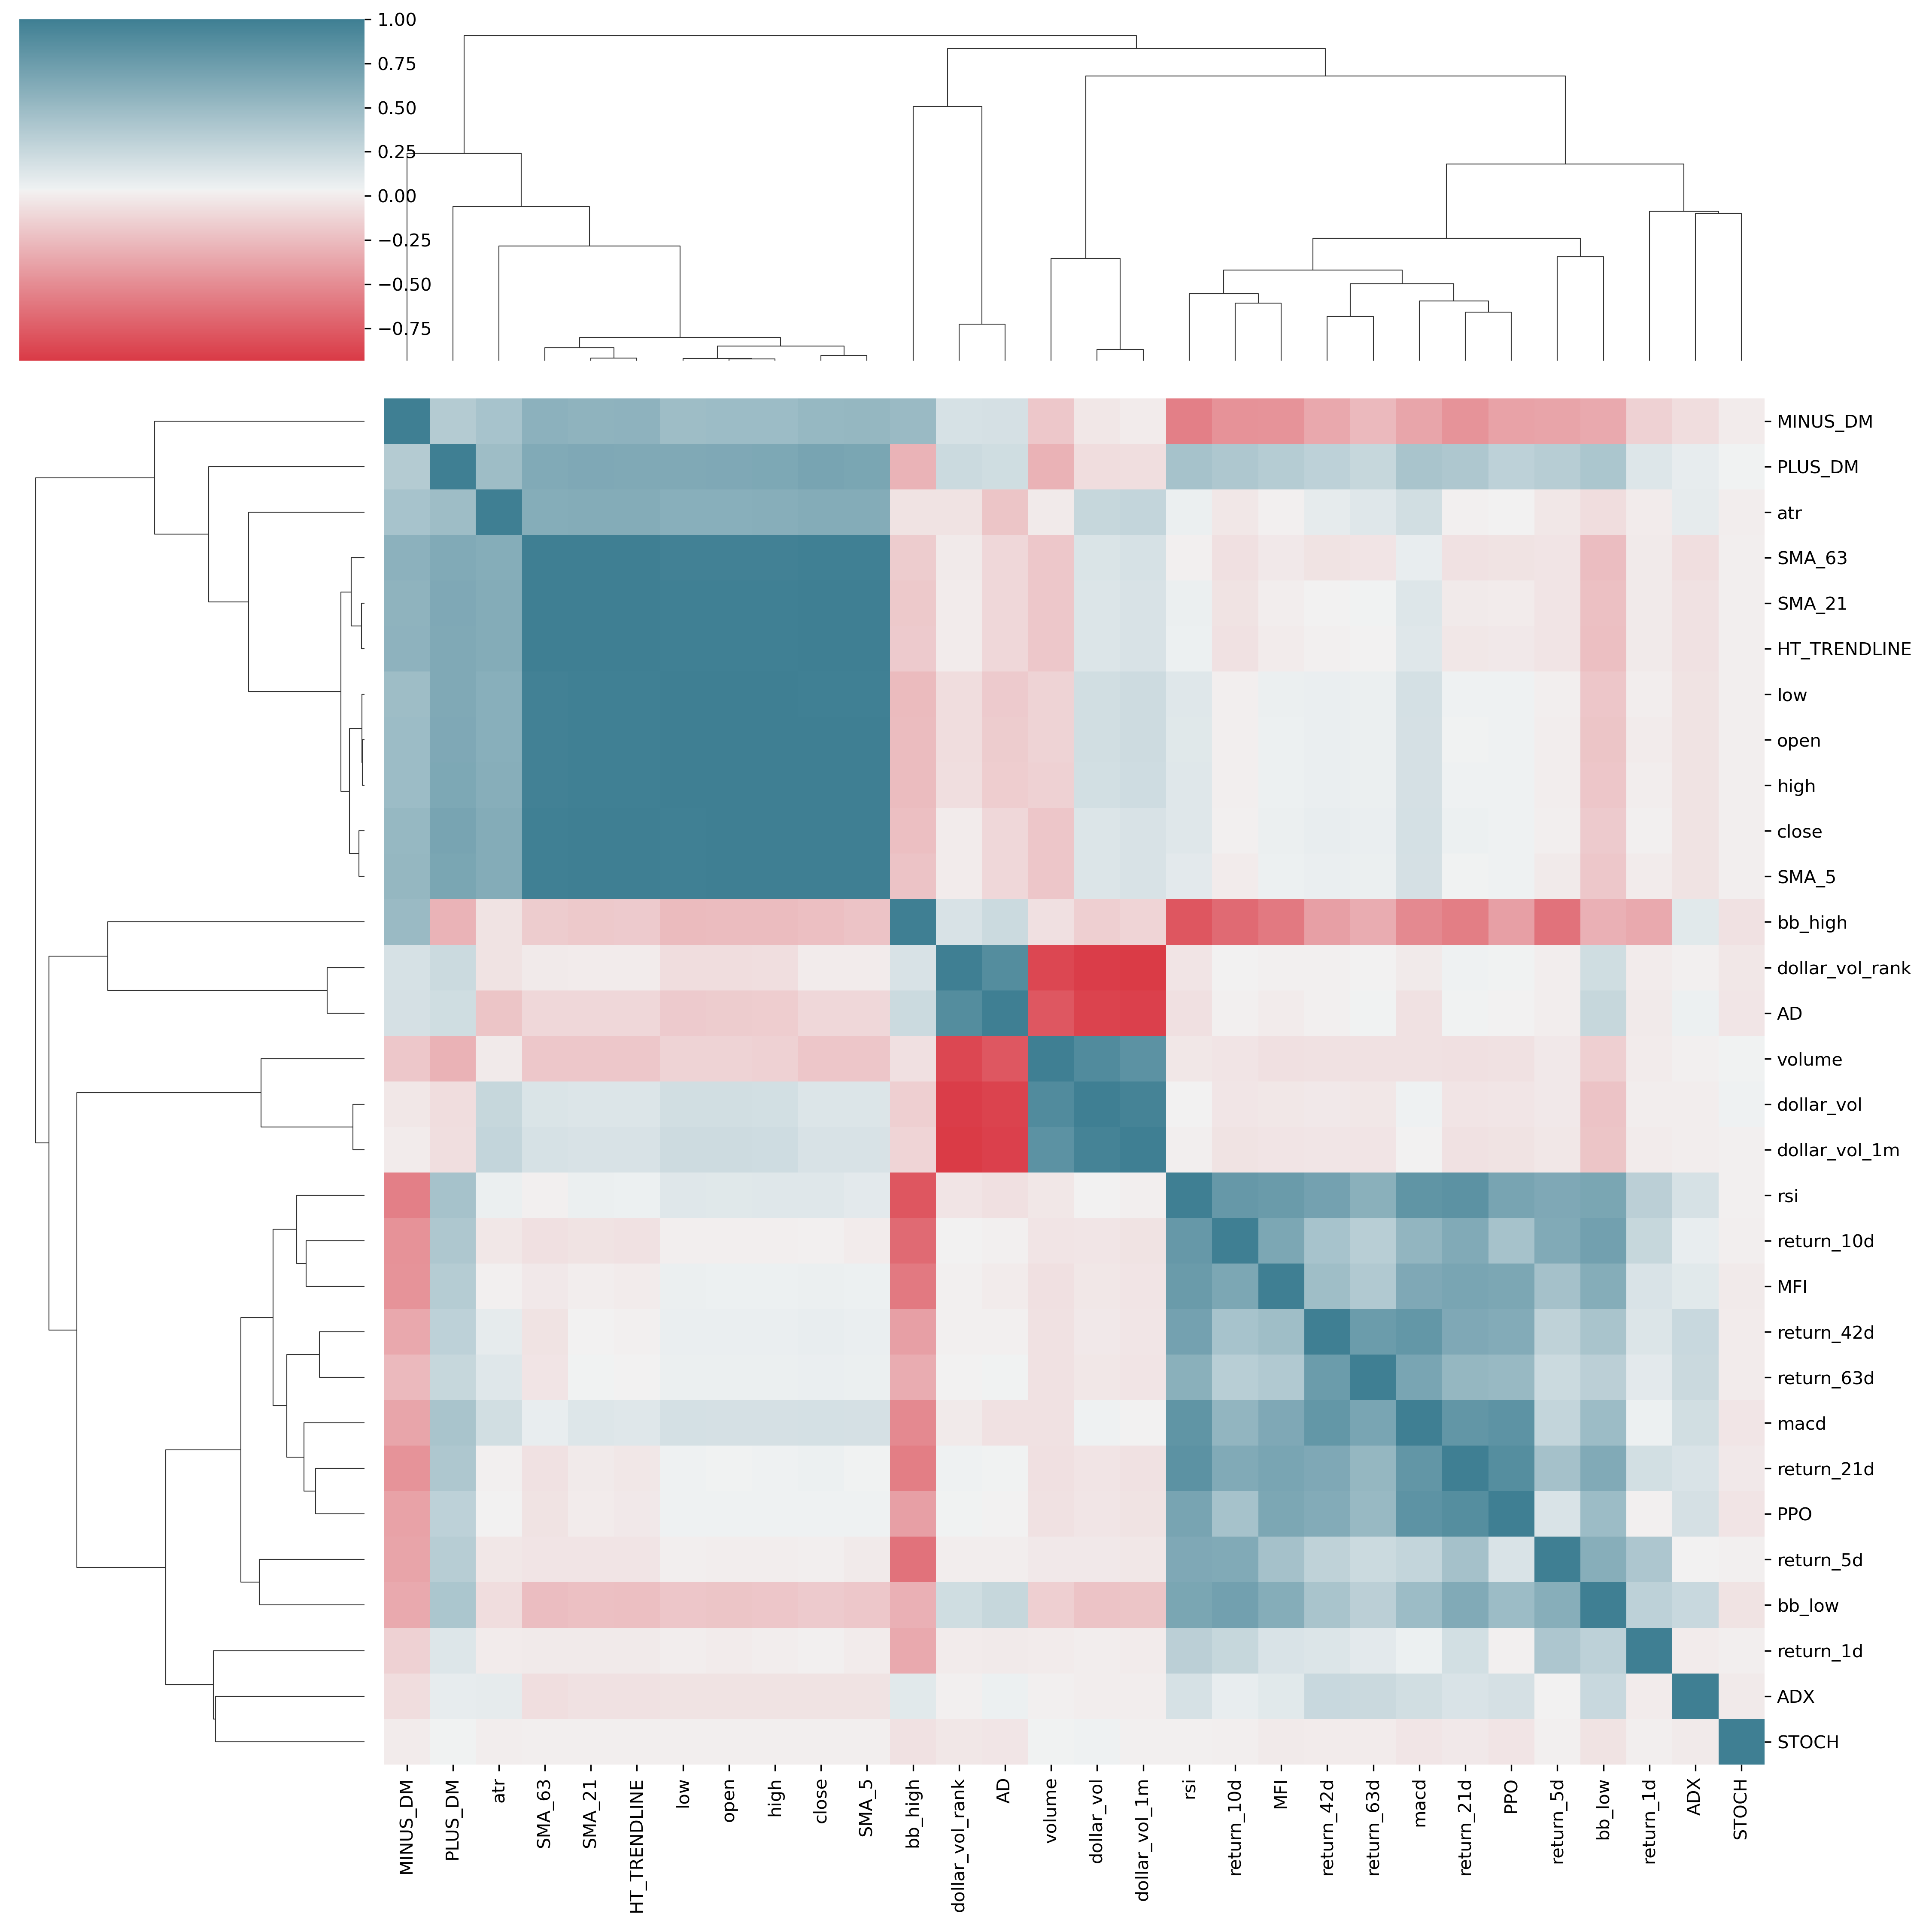 1.00
0.75
0.50
0.25
0.00
−0.25
−0.50
−0.75
MINUS_DM
PLUS_DM
atr
SMA_63
SMA_21
HT_TRENDLINE
low
open
high
close
SMA_5
bb_high
dollar_vol_rank
AD
volume
dollar_vol
dollar_vol_1m
rsi
return_10d
MFI
return_42d
return_63d
macd
return_21d
PPO
return_5d
bb_low
return_1d
ADX
STOCH
MINUS_DM
PLUS_DM
atr
SMA_63
SMA_21
HT_TRENDLINE
low
open
high
close
SMA_5
bb_high
dollar_vol_rank
AD
volume
dollar_vol
dollar_vol_1m
rsi
return_10d
MFI
return_42d
return_63d
macd
return_21d
PPO
return_5d
bb_low
return_1d
ADX
STOCH